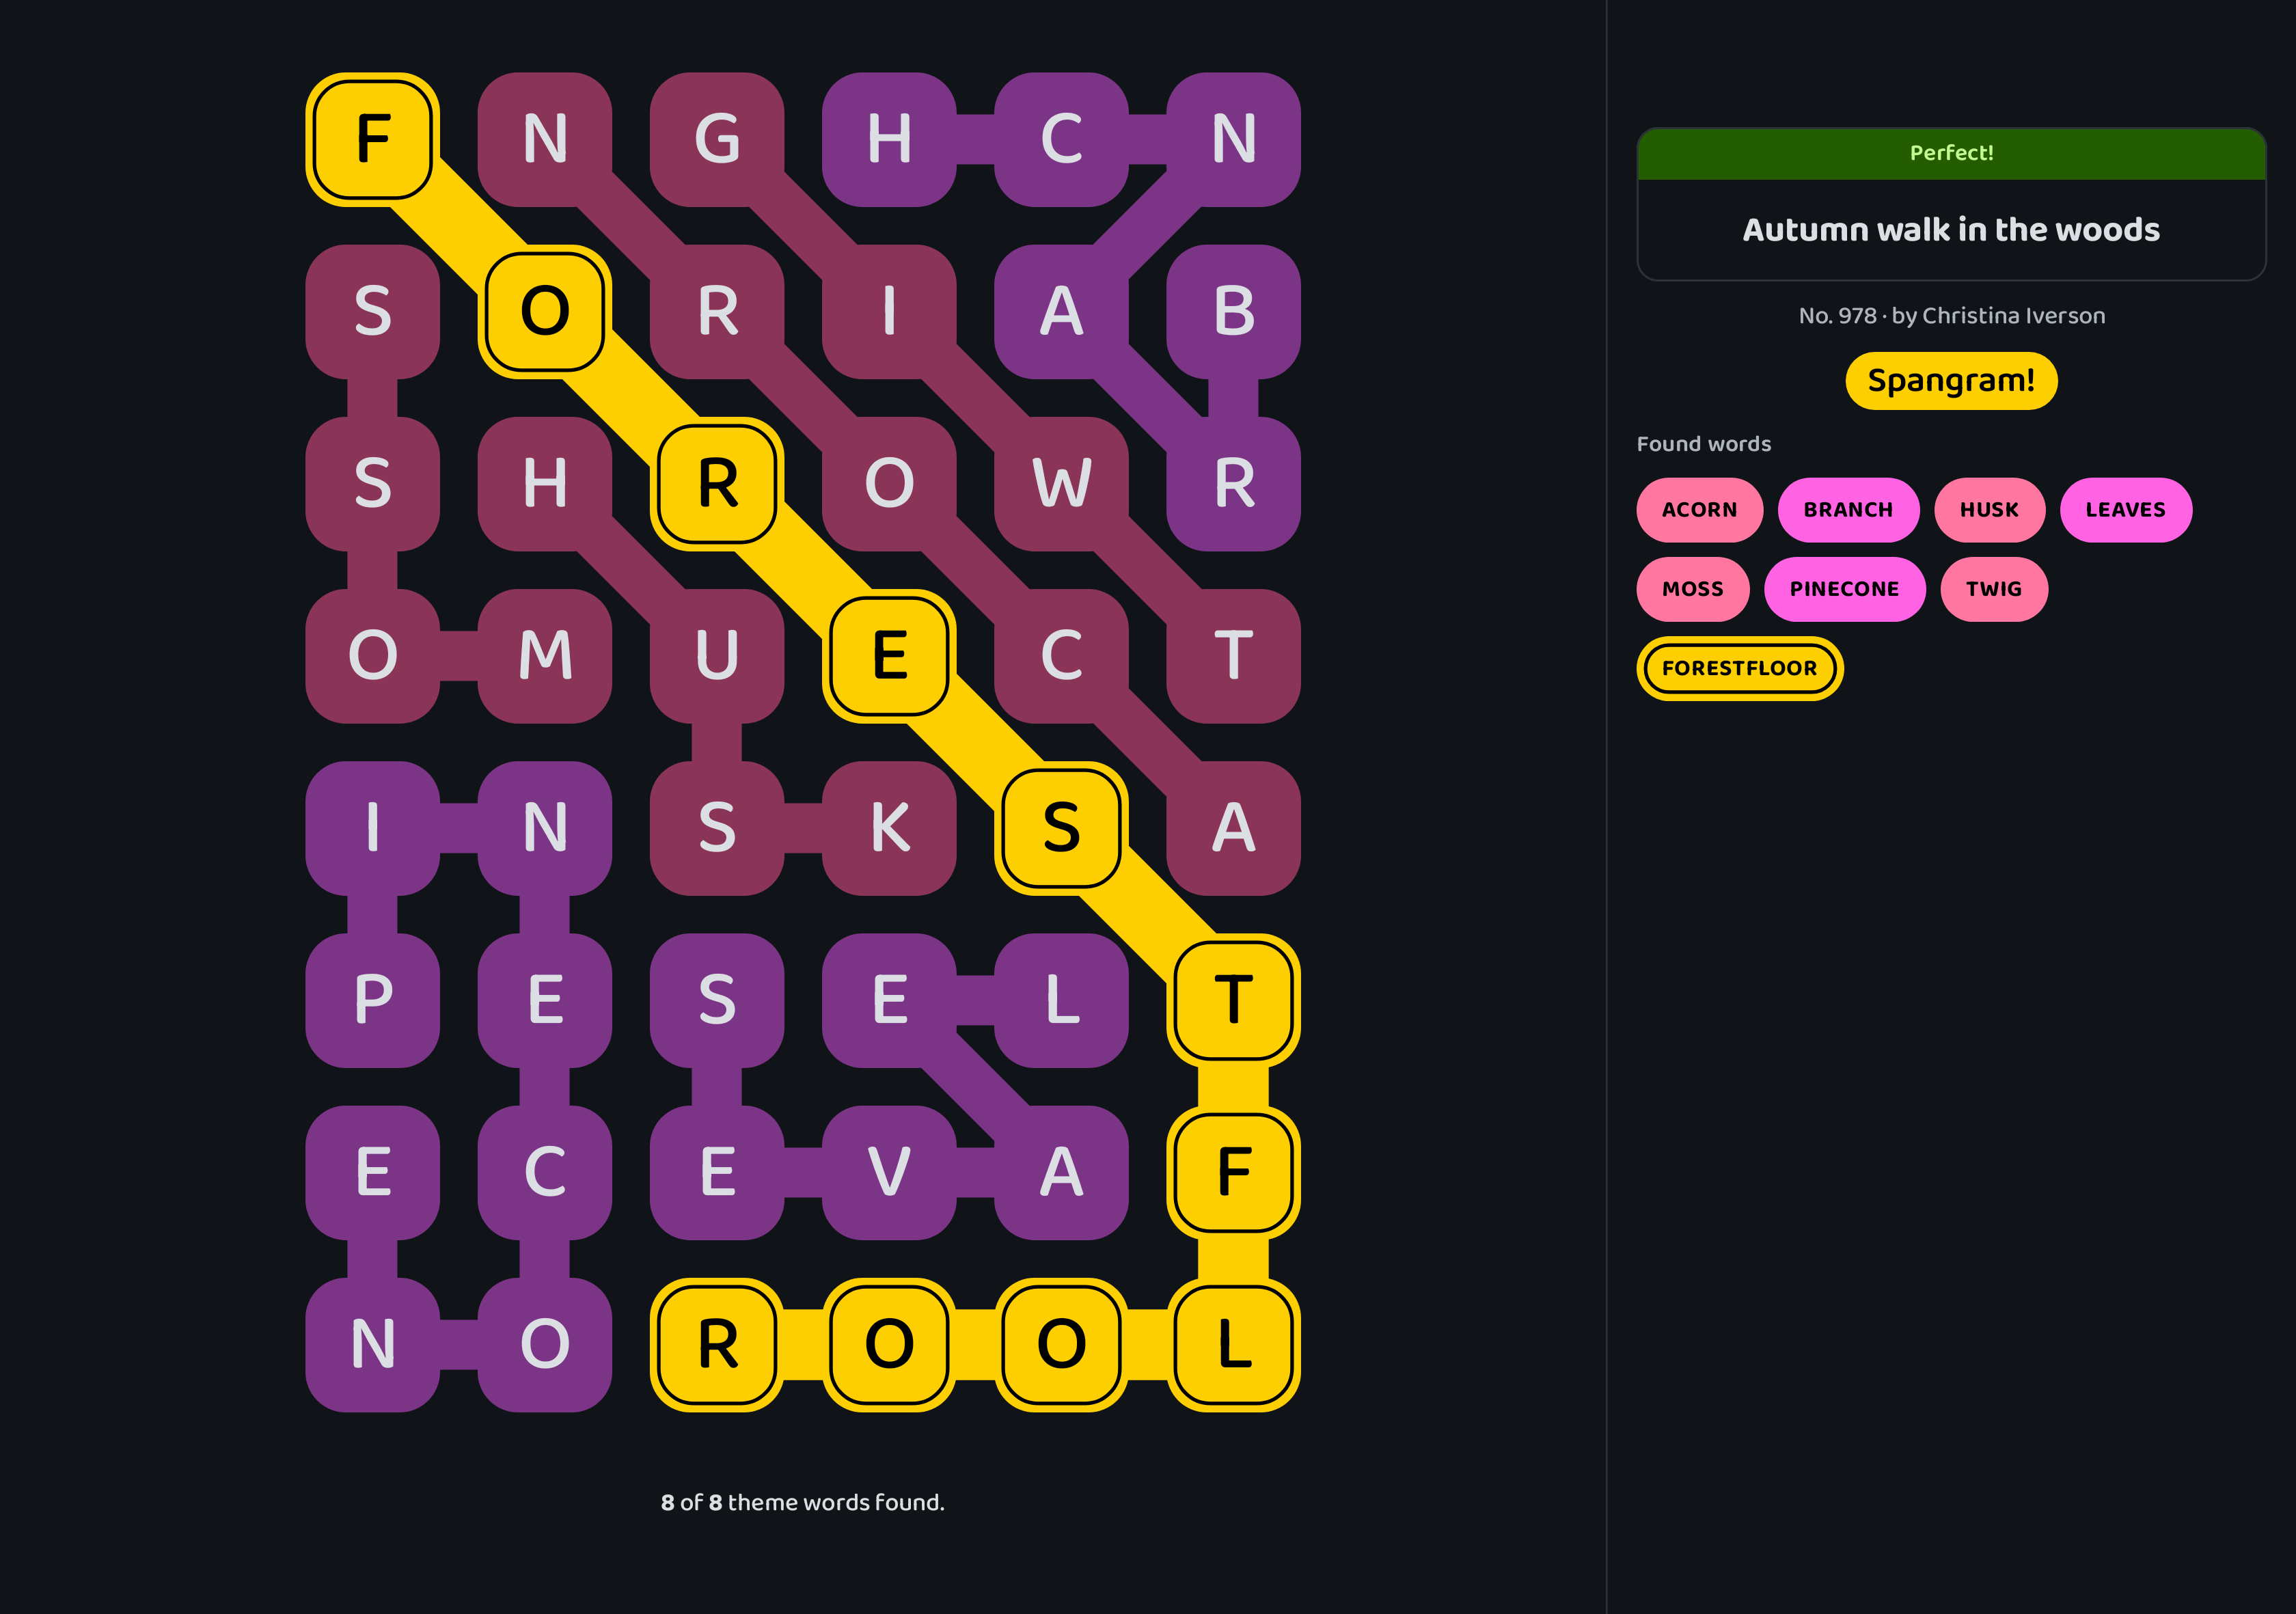 F N G H C N
S O R I A B
S H R O W R
O M U E C T
I N S K S A
P E S E L T
E C E V A F
N O R O O L
8 of 8 theme words found.
Perfect!
Autumn walk in the woods
No. 978 · by Christina Iverson
Spangram!
Found words
ACORN BRANCH HUSK LEAVES
MOSS PINECONE TWIG
FORESTFLOOR